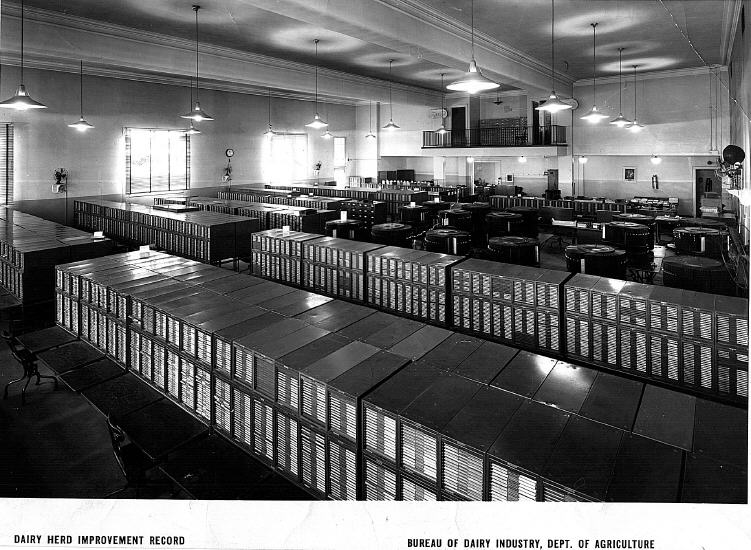 DAIRY HERD IMPROVEMENT RECORD
BUREAU OF DAIRY INDUSTRY, DEPT. OF AGRICULTURE